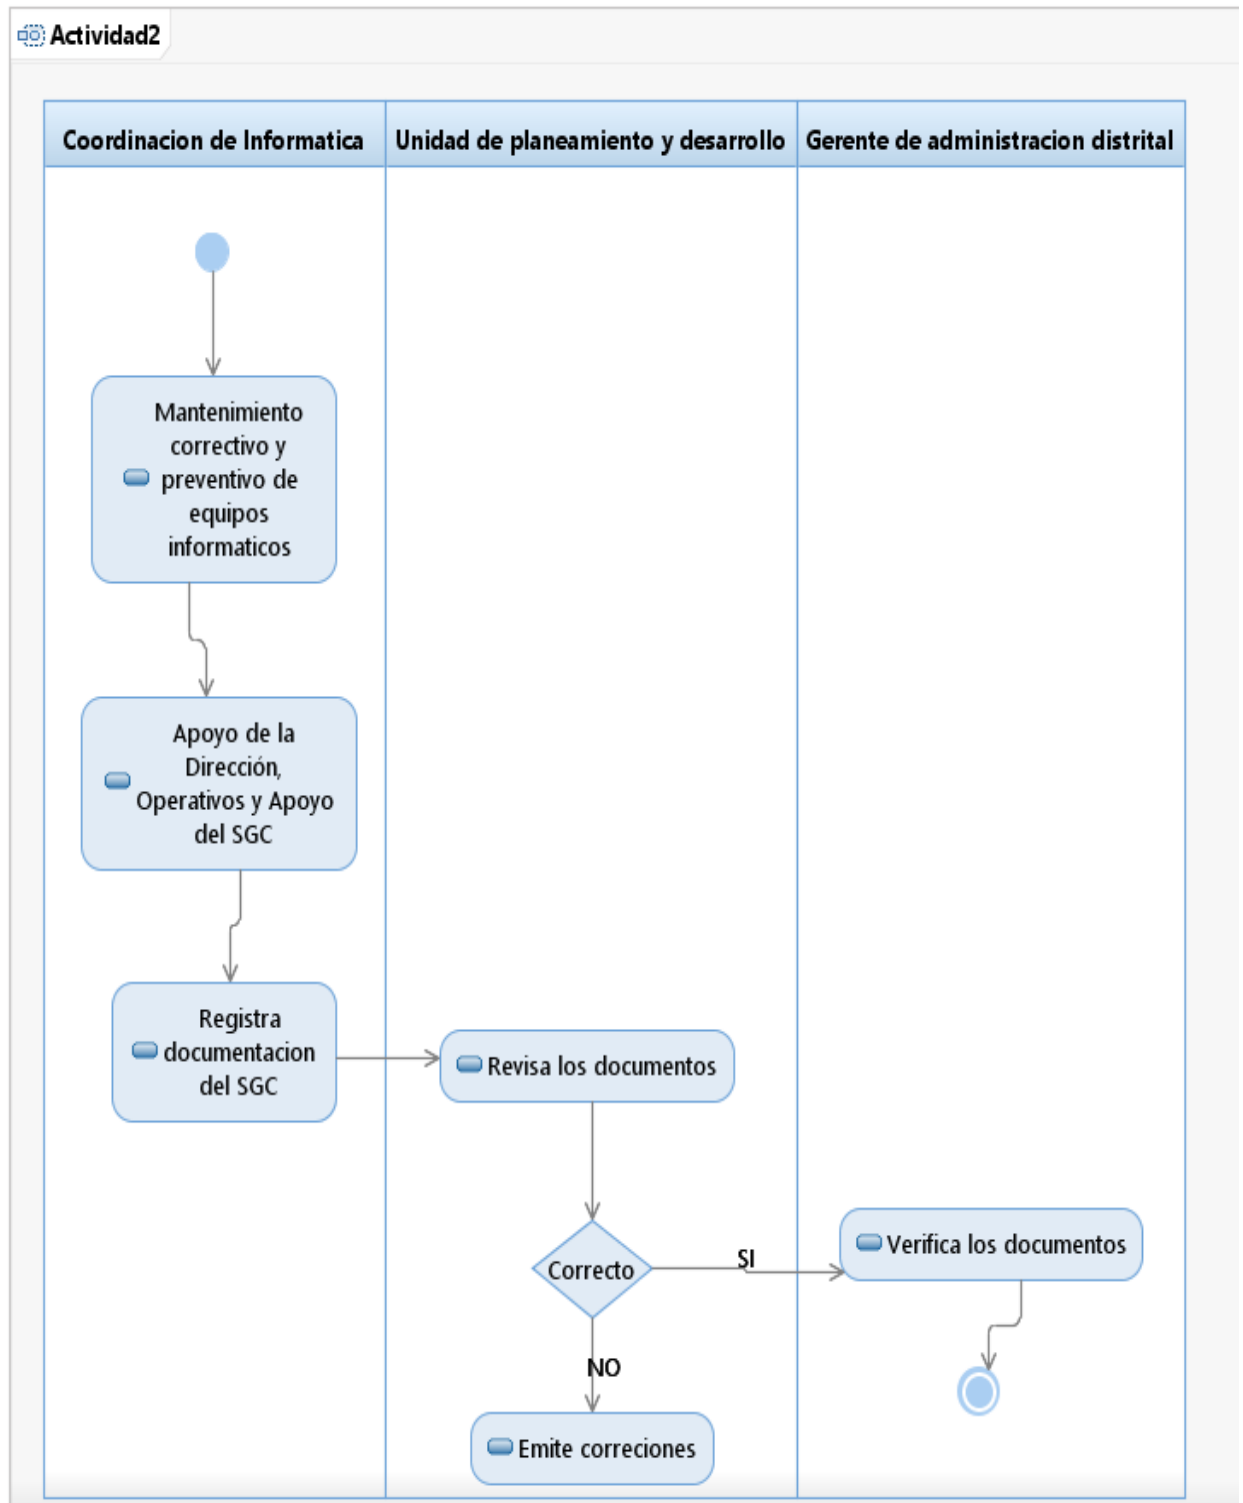 Actividad2
Coordinacion de Informatica
Unidad de planeamiento y desarrollo
Gerente de administracion distrital
Mantenimiento
correctivo y
preventivo de
equipos
informaticos
Apoyo de la
Dirección,
Operativos y Apoyo
del SGC
Registra
documentacion
del SGC
Revisa los documentos
Correcto
SI
Verifica los documentos
NO
Emite correciones